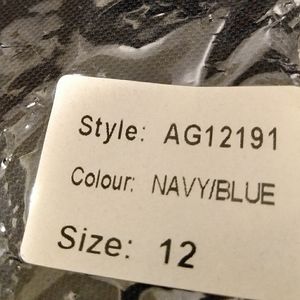 Style: AG12191
Colour: NAVY/BLUE
Size: 12